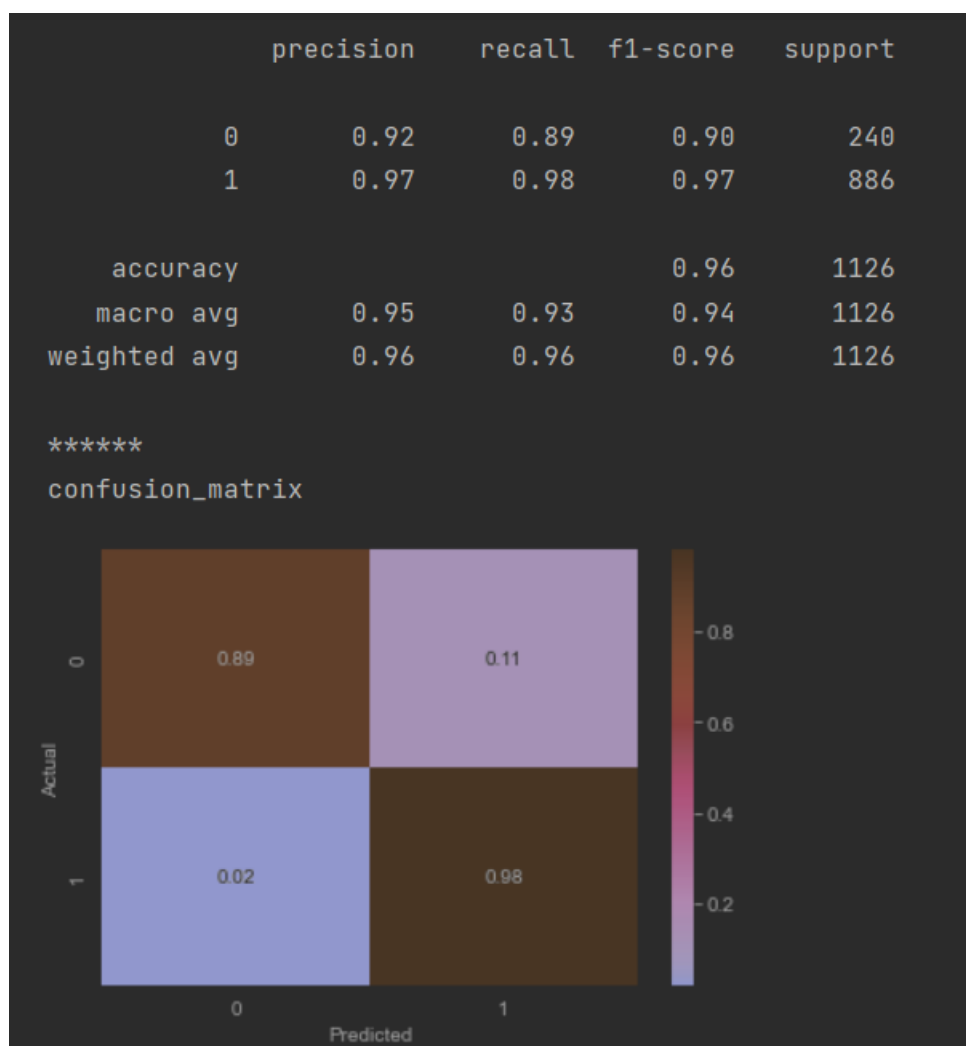 precision recall f1-score support
0 0.92 0.89 0.90 240
1 0.97 0.98 0.97 886
accuracy 0.96 1126
macro avg 0.95 0.93 0.94 1126
weighted avg 0.96 0.96 0.96 1126
******
confusion_matrix
0 0.89 0.11
1 0.02 0.98
Actual
0 1
Predicted
0.8
0.6
0.4
0.2